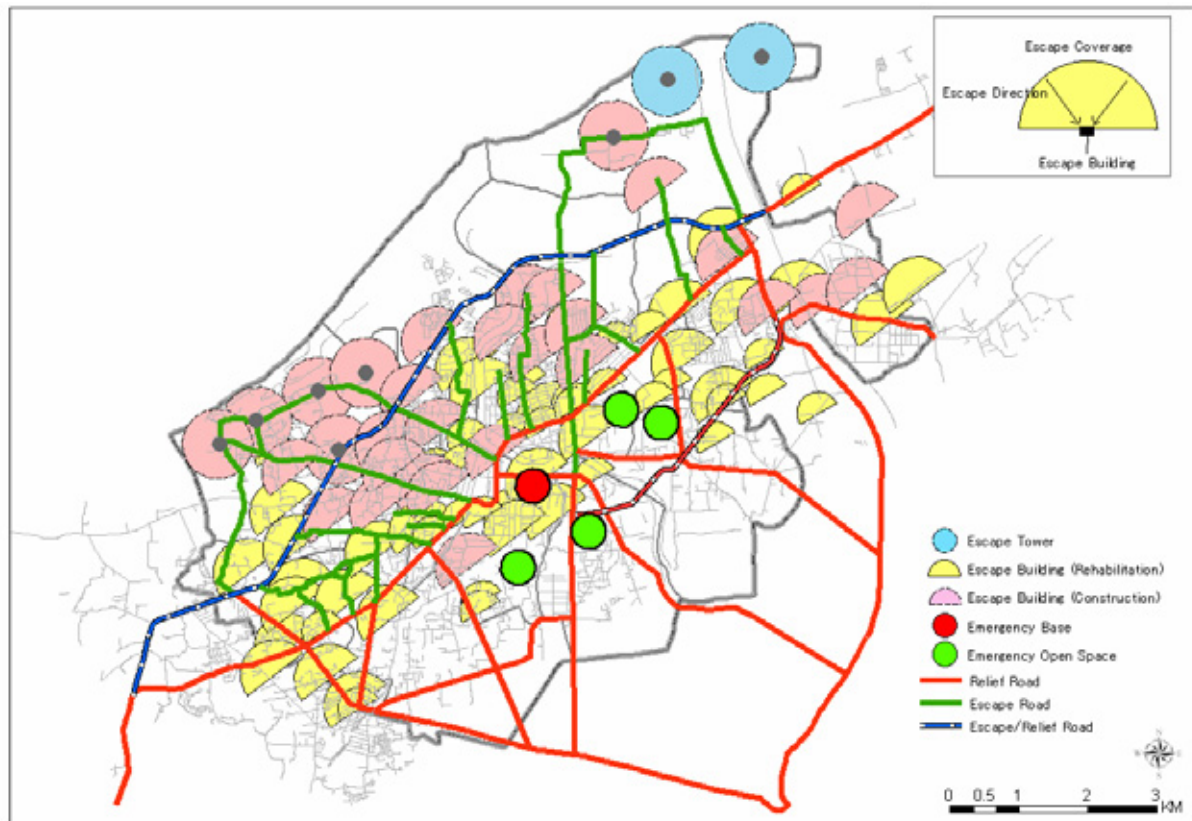 Escape Coverage
Escape Direction
Escape Building
Escape Tower
Escape Building (Rehabilitation)
Escape Building (Construction)
Emergency Base
Emergency Open Space
Relief Road
Escape Road
Escape/Relief Road
0 0.5 1 2 3
KM